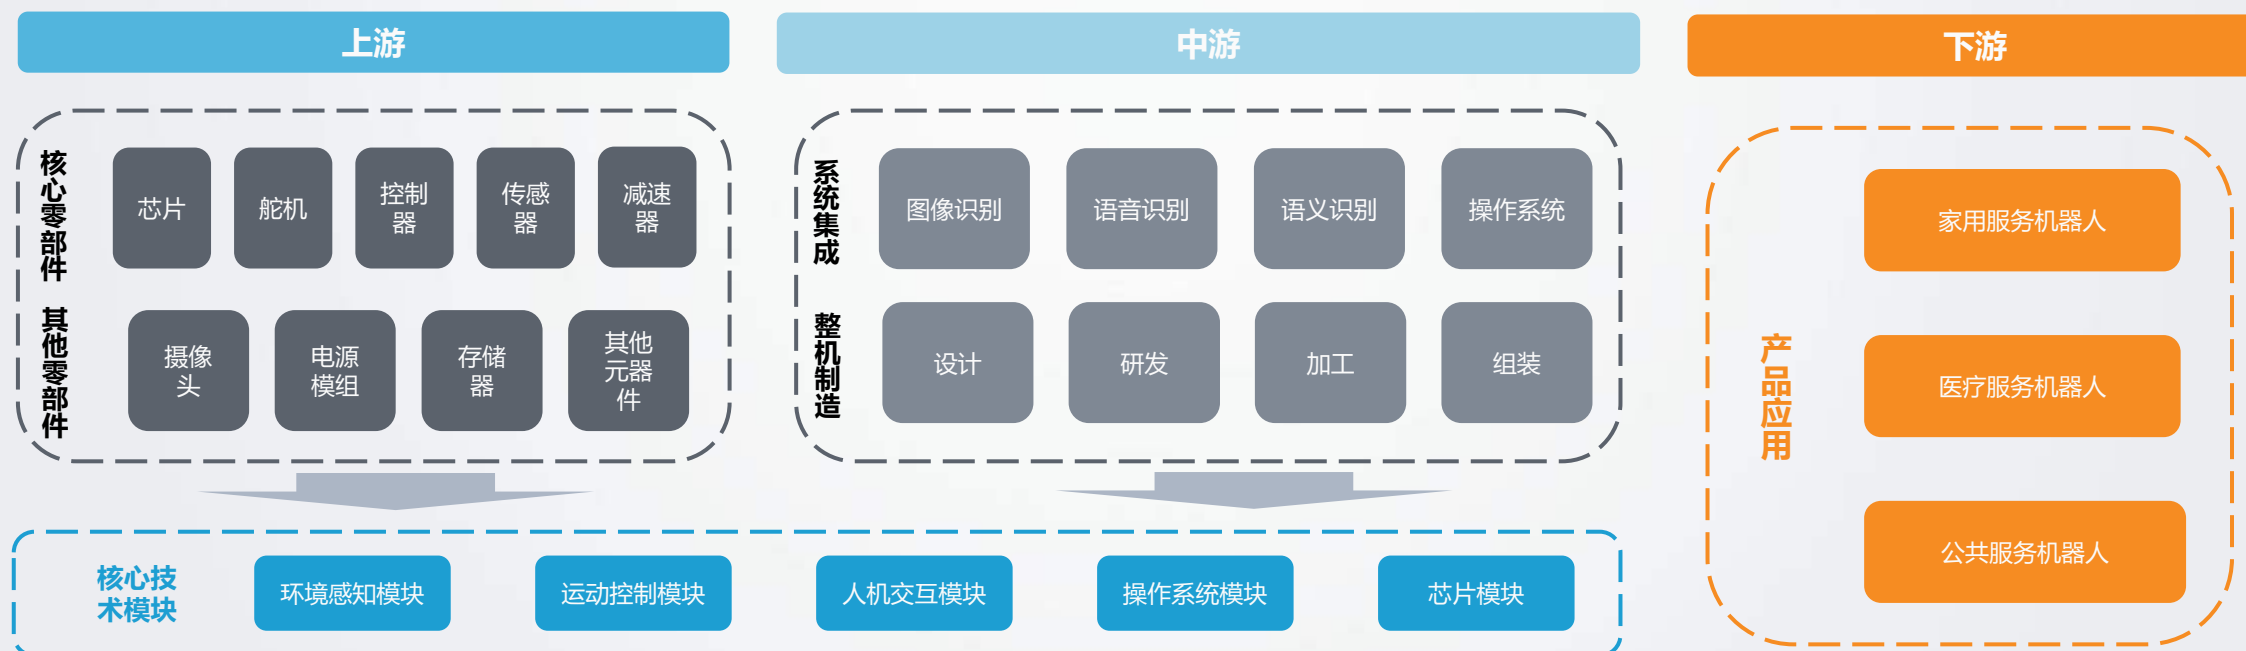 上游
中游
下游
核心零部件
芯片
舵机
控制
器
传感
器
减速
器
其他零部件
摄像
头
电源
模组
存储
器
其他
元器
件
系统集成
图像识别
语音识别
语义识别
操作系统
整机制造
设计
研发
加工
组装
产品应用
家用服务机器人
医疗服务机器人
公共服务机器人
核心技
术模块
环境感知模块
运动控制模块
人机交互模块
操作系统模块
芯片模块